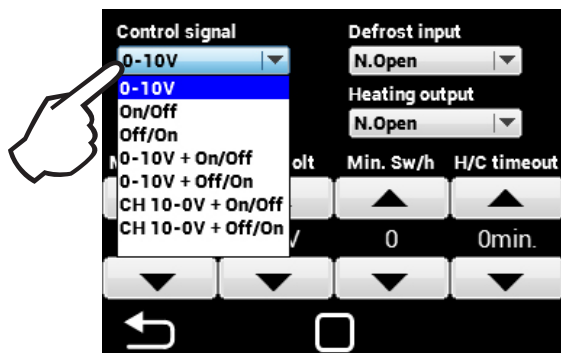 Control signal
Defrost input
0-10V
N.Open
0-10V
On/Off
Off/On
0-10V + On/Off
0-10V + Off/On
CH 10-0V + On/Off
CH 10-0V + Off/On
Heating output
N.Open
Min. Sw/h
H/C timeout
0
0min.